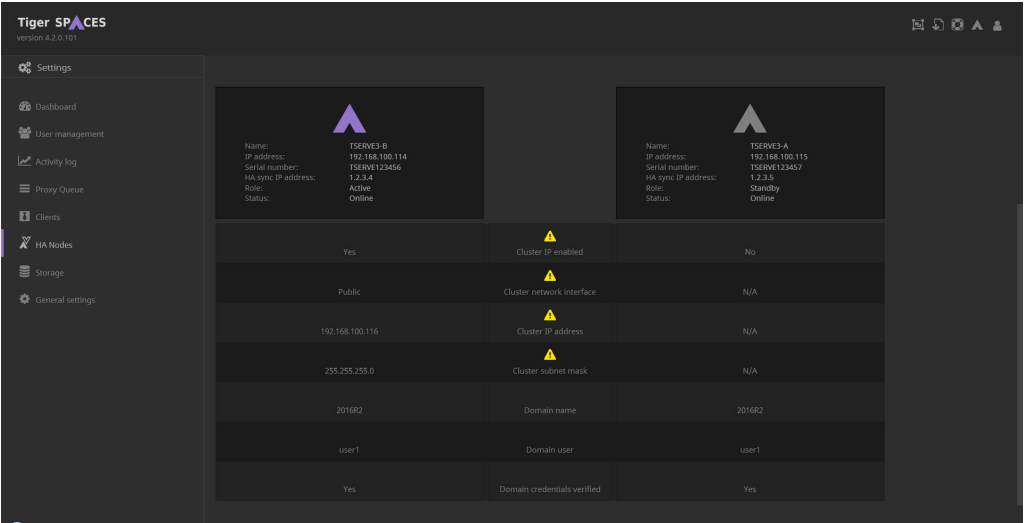 Tiger SPACES
version 4.2.0.101
Settings
Dashboard
User management
Activity log
Proxy Queue
Clients
HA Nodes
Storage
General settings
Name: TSERVE3-B
IP address: 192.168.100.114
Serial number: TSERVE123456
HA sync IP address: 1.2.3.4
Role: Active
Status: Online
Name: TSERVE3-A
IP address: 192.168.100.115
Serial number: TSERVE123457
HA sync IP address: 1.2.3.5
Role: Standby
Status: Online
Yes Cluster IP enabled No
Public Cluster network interface N/A
192.168.100.116 Cluster IP address N/A
255.255.255.0 Cluster subnet mask N/A
2016R2 Domain name 2016R2
user1 Domain user user1
Yes Domain credentials verified Yes